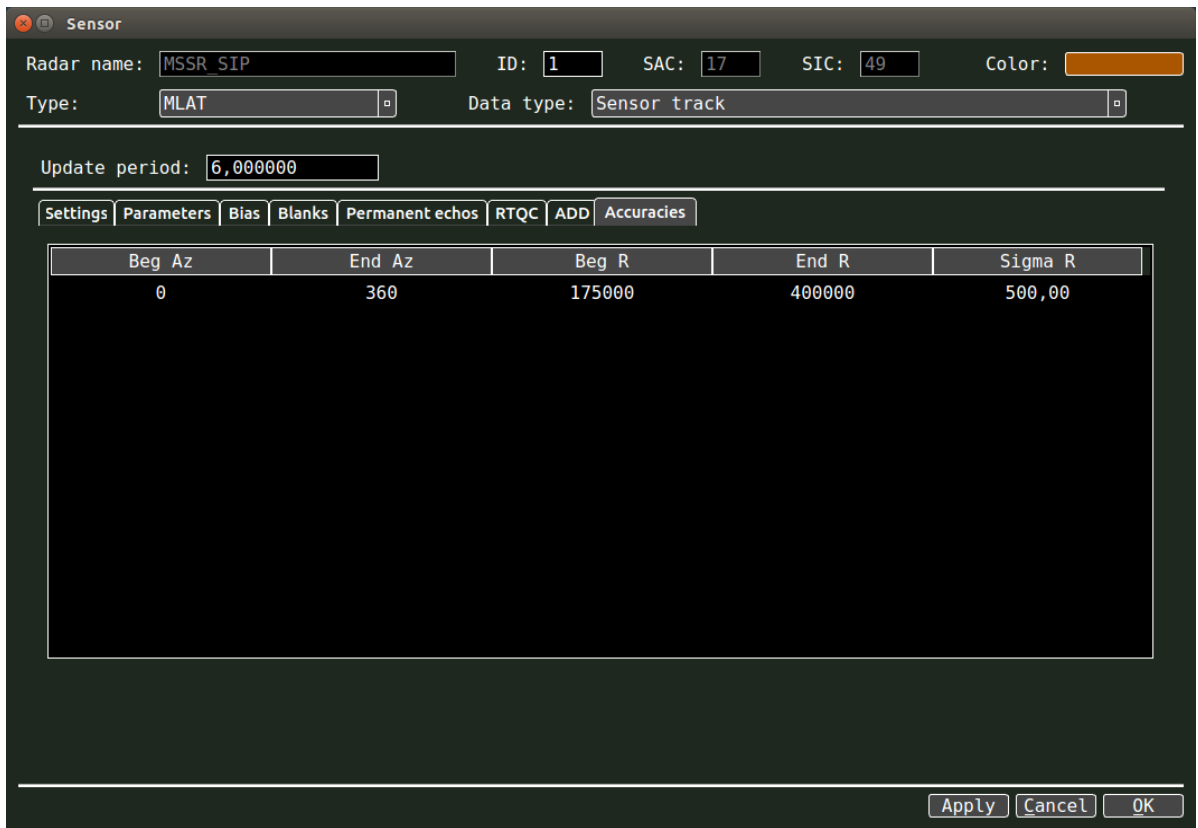 Sensor
Radar name: MSSR_SIP ID: 1 SAC: 17 SIC: 49 Color:
Type: MLAT Data type: Sensor track
Update period: 6,000000
Settings Parameters Bias Blanks Permanent echos RTQC ADD Accuracies
Beg Az End Az Beg R End R Sigma R
0 360 175000 400000 500,00
Apply Cancel OK